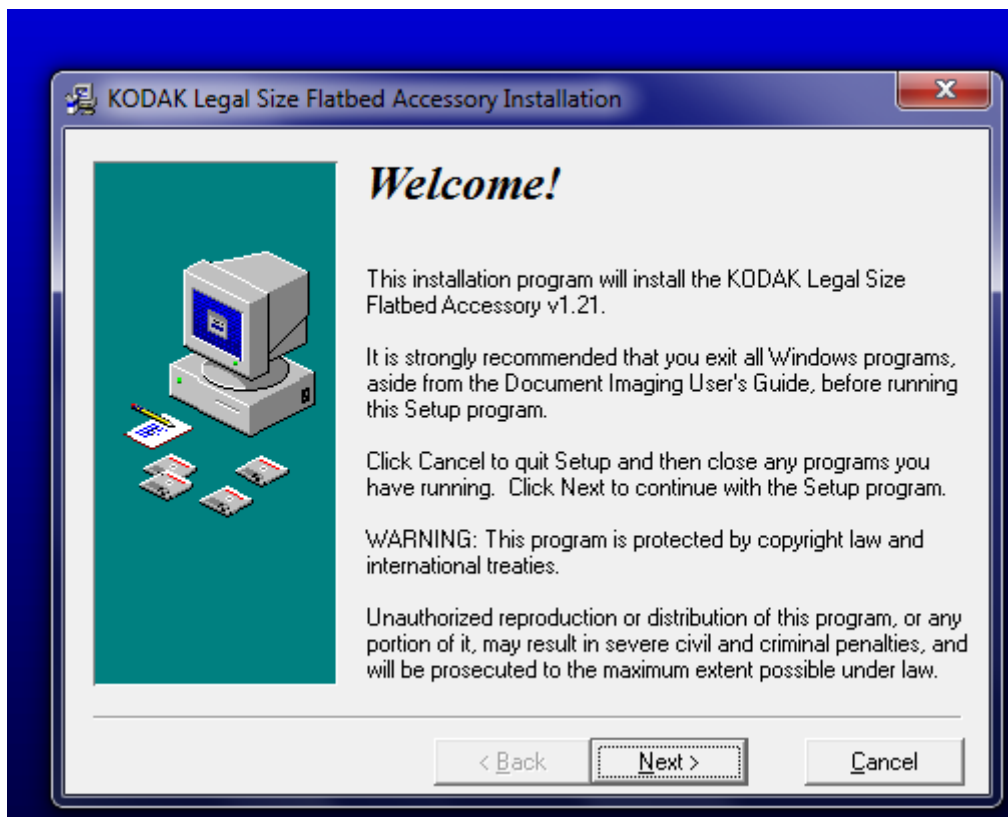 KODAK Legal Size Flatbed Accessory Installation
Welcome!
This installation program will install the KODAK Legal Size
Flatbed Accessory v1.21.
It is strongly recommended that you exit all Windows programs,
aside from the Document Imaging User's Guide, before running
this Setup program.
Click Cancel to quit Setup and then close any programs you
have running. Click Next to continue with the Setup program.
WARNING: This program is protected by copyright law and
international treaties.
Unauthorized reproduction or distribution of this program, or any
portion of it, may result in severe civil and criminal penalties, and
will be prosecuted to the maximum extent possible under law.
< Back Next > Cancel